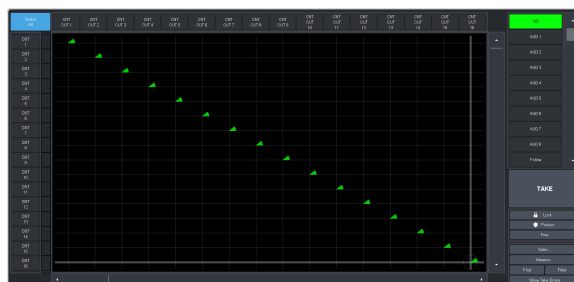 Select
All
CNT
OUT 1
CNT
OUT 2
CNT
OUT 3
CNT
OUT 4
CNT
OUT 5
CNT
OUT 6
CNT
OUT 7
CNT
OUT 8
CNT
OUT 9
CNT
OUT
10
CNT
OUT
11
CNT
OUT
12
CNT
OUT
13
CNT
OUT
14
CNT
OUT
15
CNT
OUT
16
DST
1
DST
2
DST
3
DST
4
DST
5
DST
6
DST
7
DST
8
DST
9
DST
10
DST
11
DST
12
DST
13
DST
14
DST
15
DST
16
HD
AUD 1
AUD 2
AUD 3
AUD 4
AUD 5
AUD 6
AUD 7
AUD 8
Follow
TAKE
Lock
Protect
Free
Salvo..
Advance..
Find
Filter
Show Take Errors